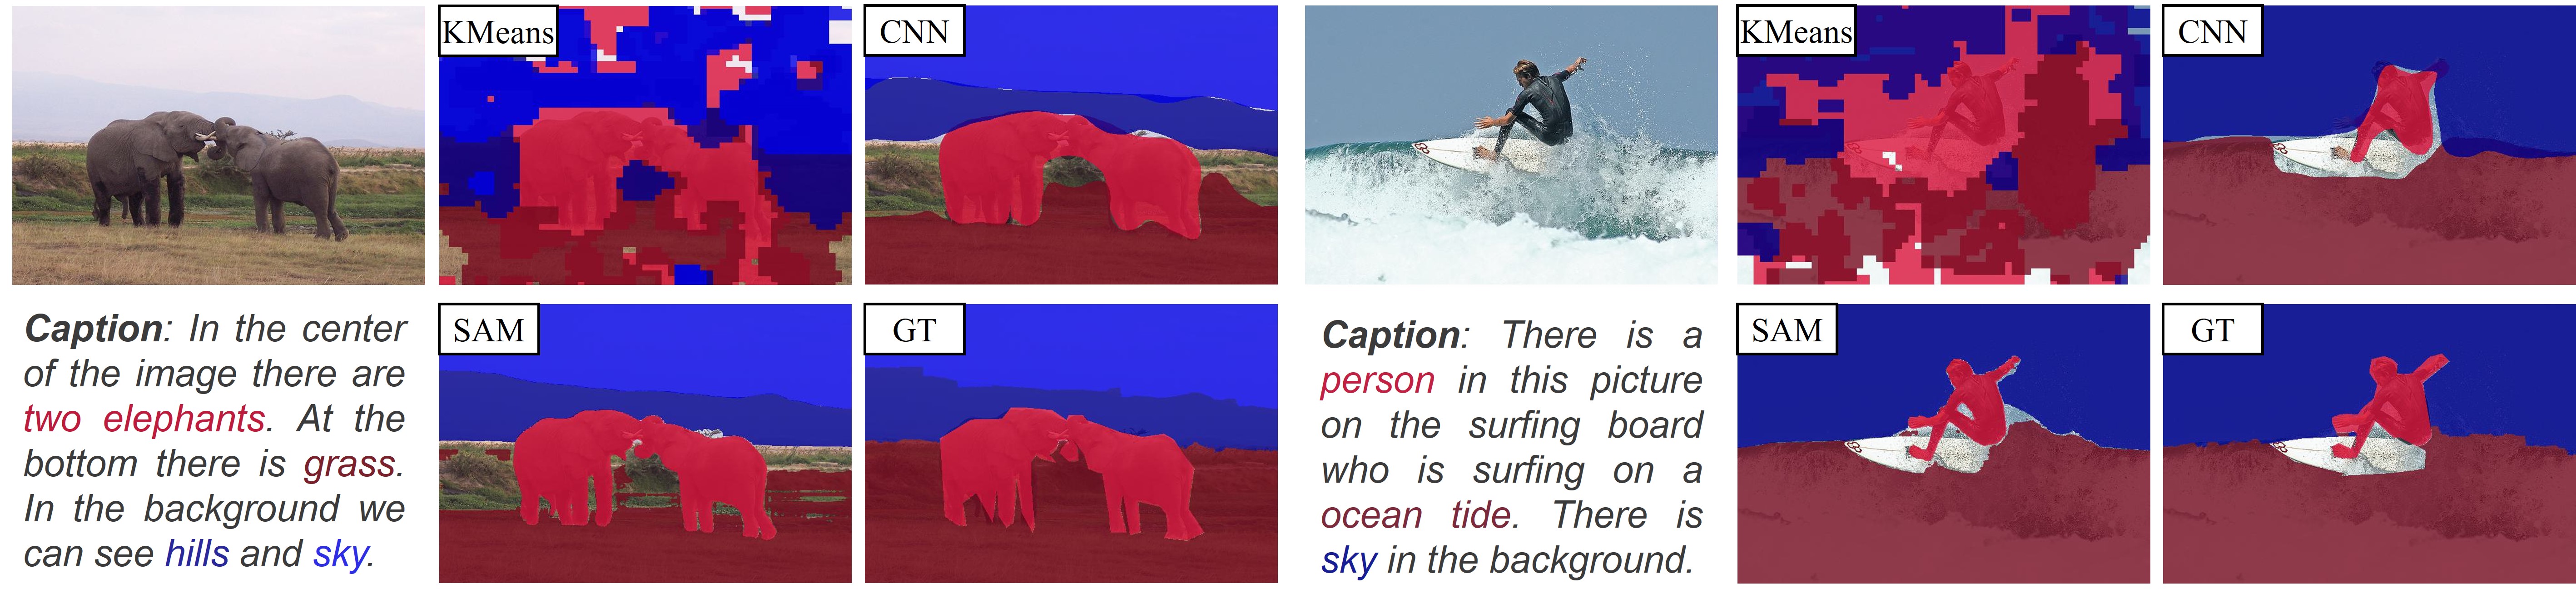 KMeans
CNN
SAM
GT
Caption: In the center
of the image there are
two elephants. At the
bottom there is grass.
In the background we
can see hills and sky.
KMeans
CNN
SAM
GT
Caption: There is a
person in this picture
on the surfing board
who is surfing on a
ocean tide. There is
sky in the background.